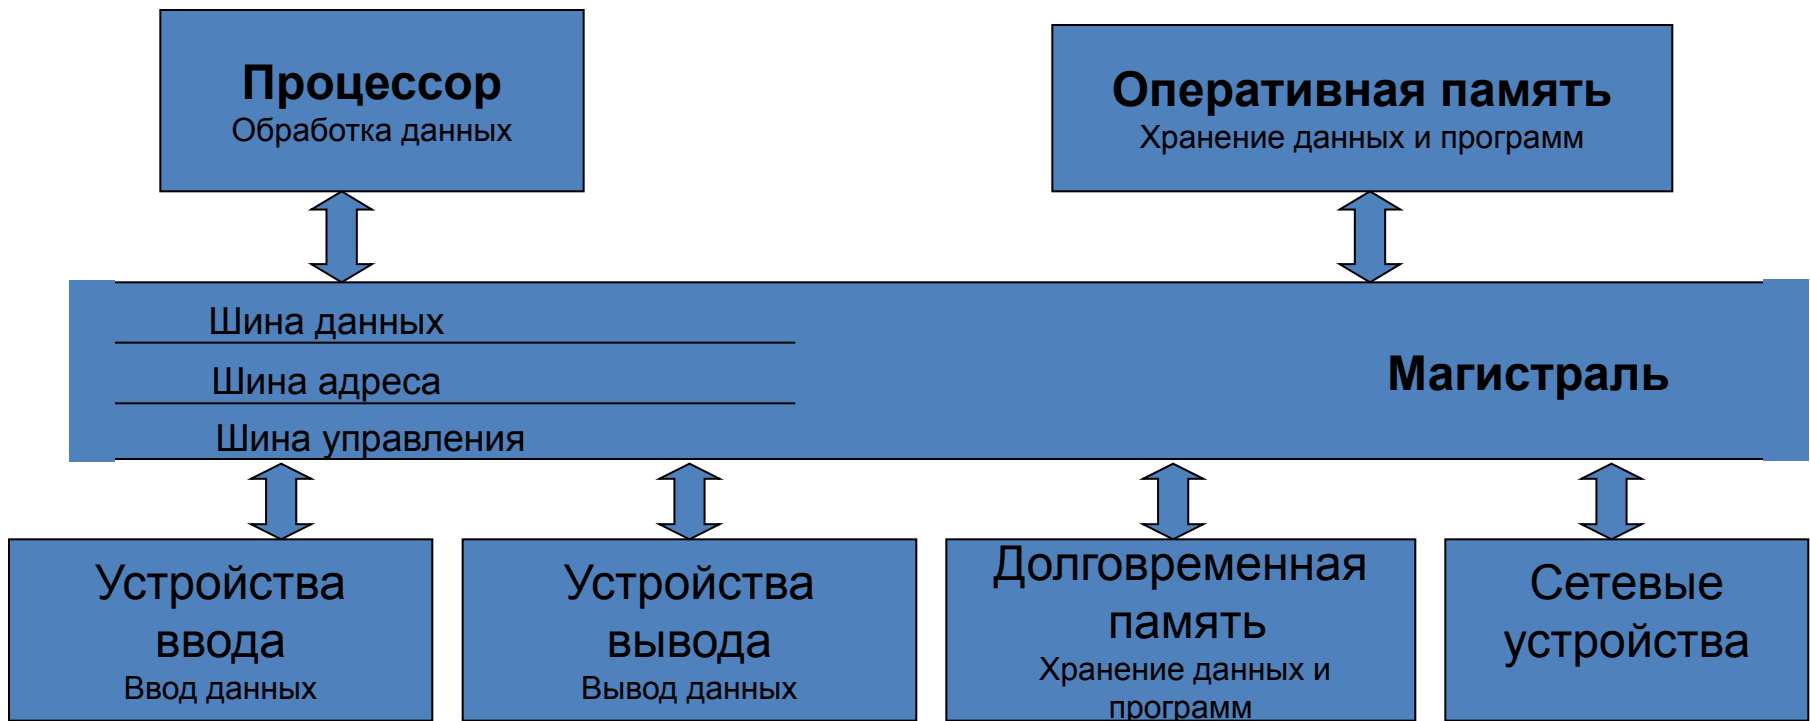 Процессор
Обработка данных
Оперативная память
Хранение данных и программ
Шина данных
Шина адреса
Шина управления
Магистраль
Устройства
ввода
Ввод данных
Устройства
вывода
Вывод данных
Долговременная
память
Хранение данных и
программ
Сетевые
устройства